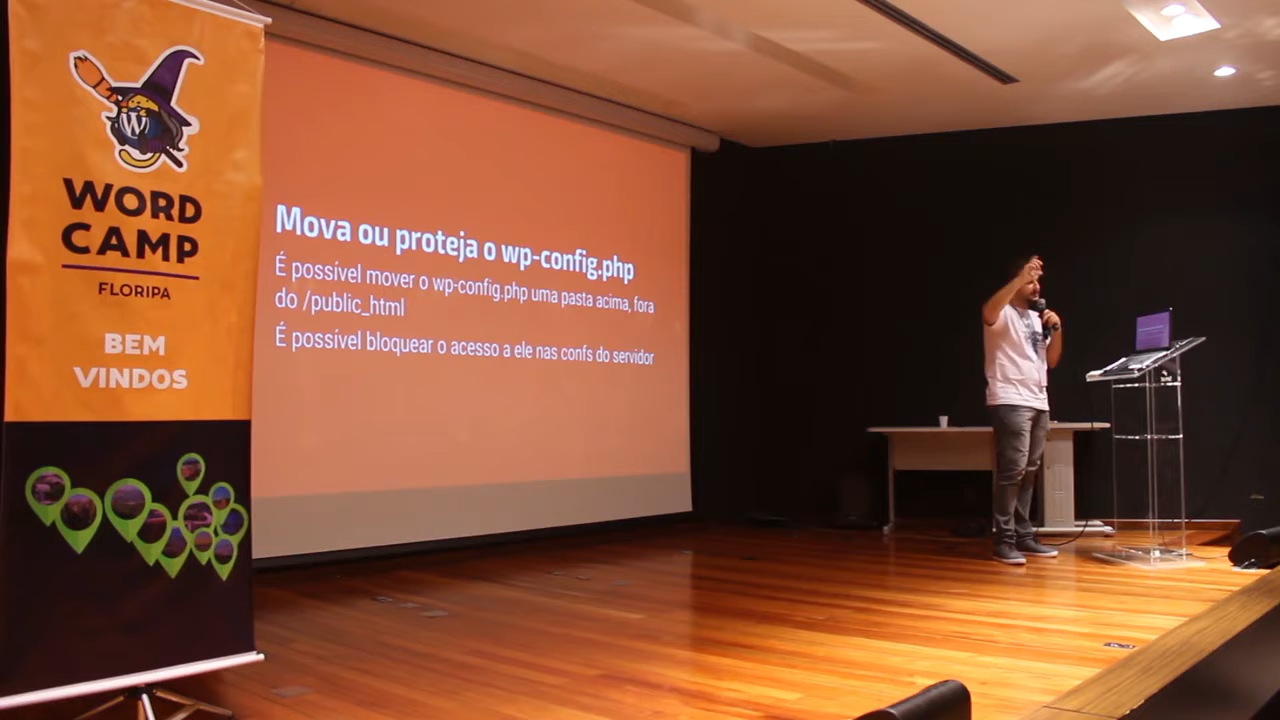 WORD
CAMP
FLORIPA
BEM
VINDOS
Mova ou proteja o wp-config.php
É possível mover o wp-config.php uma pasta acima, fora
do /public_html
É possível bloquear o acesso a ele nas confs do servidor